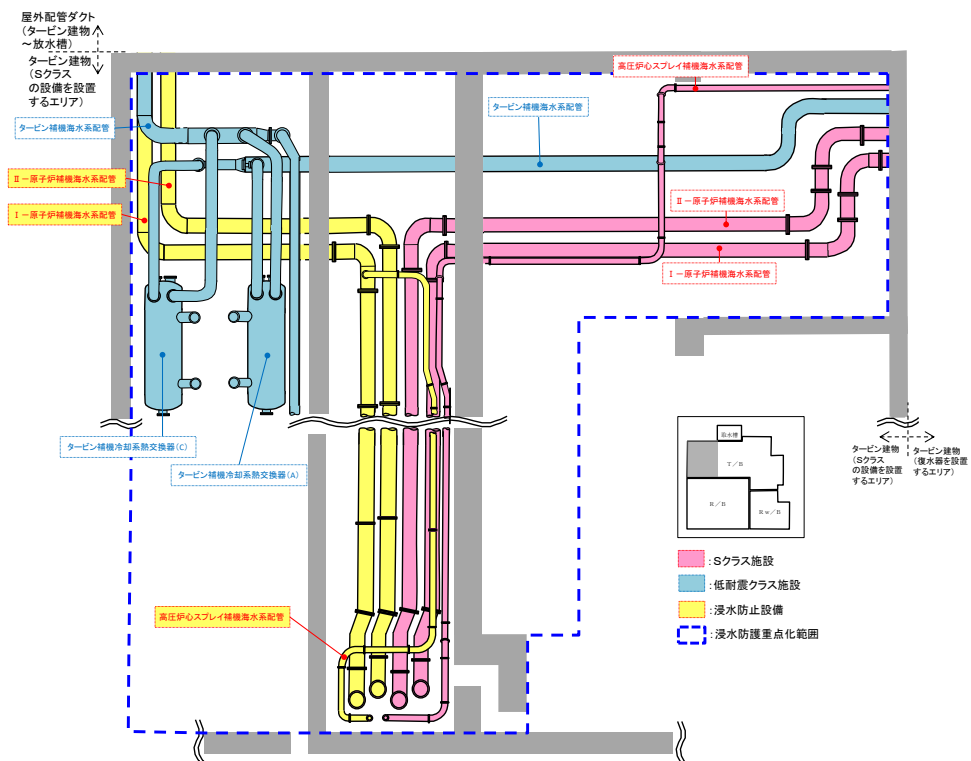 屋外配管ダクト
(タービン建物
～放水槽)
タービン建物
(Sクラス
の設備を設置
するエリア)
高圧炉心スプレイ補機海水系配管
タービン補機海水系配管
タービン補機海水系配管
Ⅱ－原子炉補機海水系配管
Ⅰ－原子炉補機海水系配管
Ⅱ－原子炉補機海水系配管
Ⅰ－原子炉補機海水系配管
タービン補機冷却系熱交換器(C)
タービン補機冷却系熱交換器(A)
タービン建物
(Sクラス
の設備を設置
するエリア)
タービン建物
(復水器を設置
するエリア)
取水槽
T／B
R／B
Rw／B
高圧炉心スプレイ補機海水系配管
:Sクラス施設
:低耐震クラス施設
:浸水防止設備
:浸水防護重点化範囲